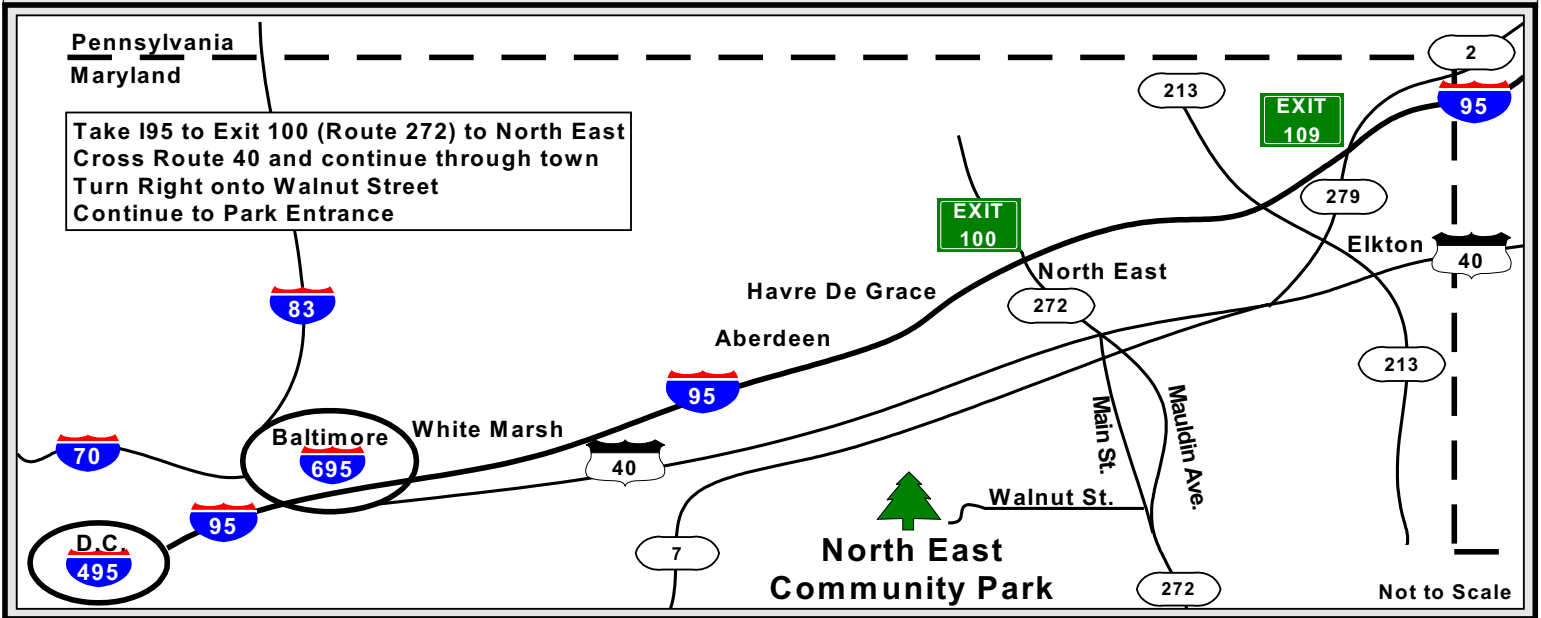 Pennsylvania
Maryland
2
213
EXIT
109
95
Take I95 to Exit 100 (Route 272) to North East
Cross Route 40 and continue through town
Turn Right onto Walnut Street
Continue to Park Entrance
279
EXIT
100
Elkton
40
North East
Havre De Grace
83
272
Aberdeen
213
95
Main St.
Mauldin Ave.
Baltimore
695
White Marsh
70
40
Walnut St.
95
D.C.
495
7
North East
Community Park
272
Not to Scale